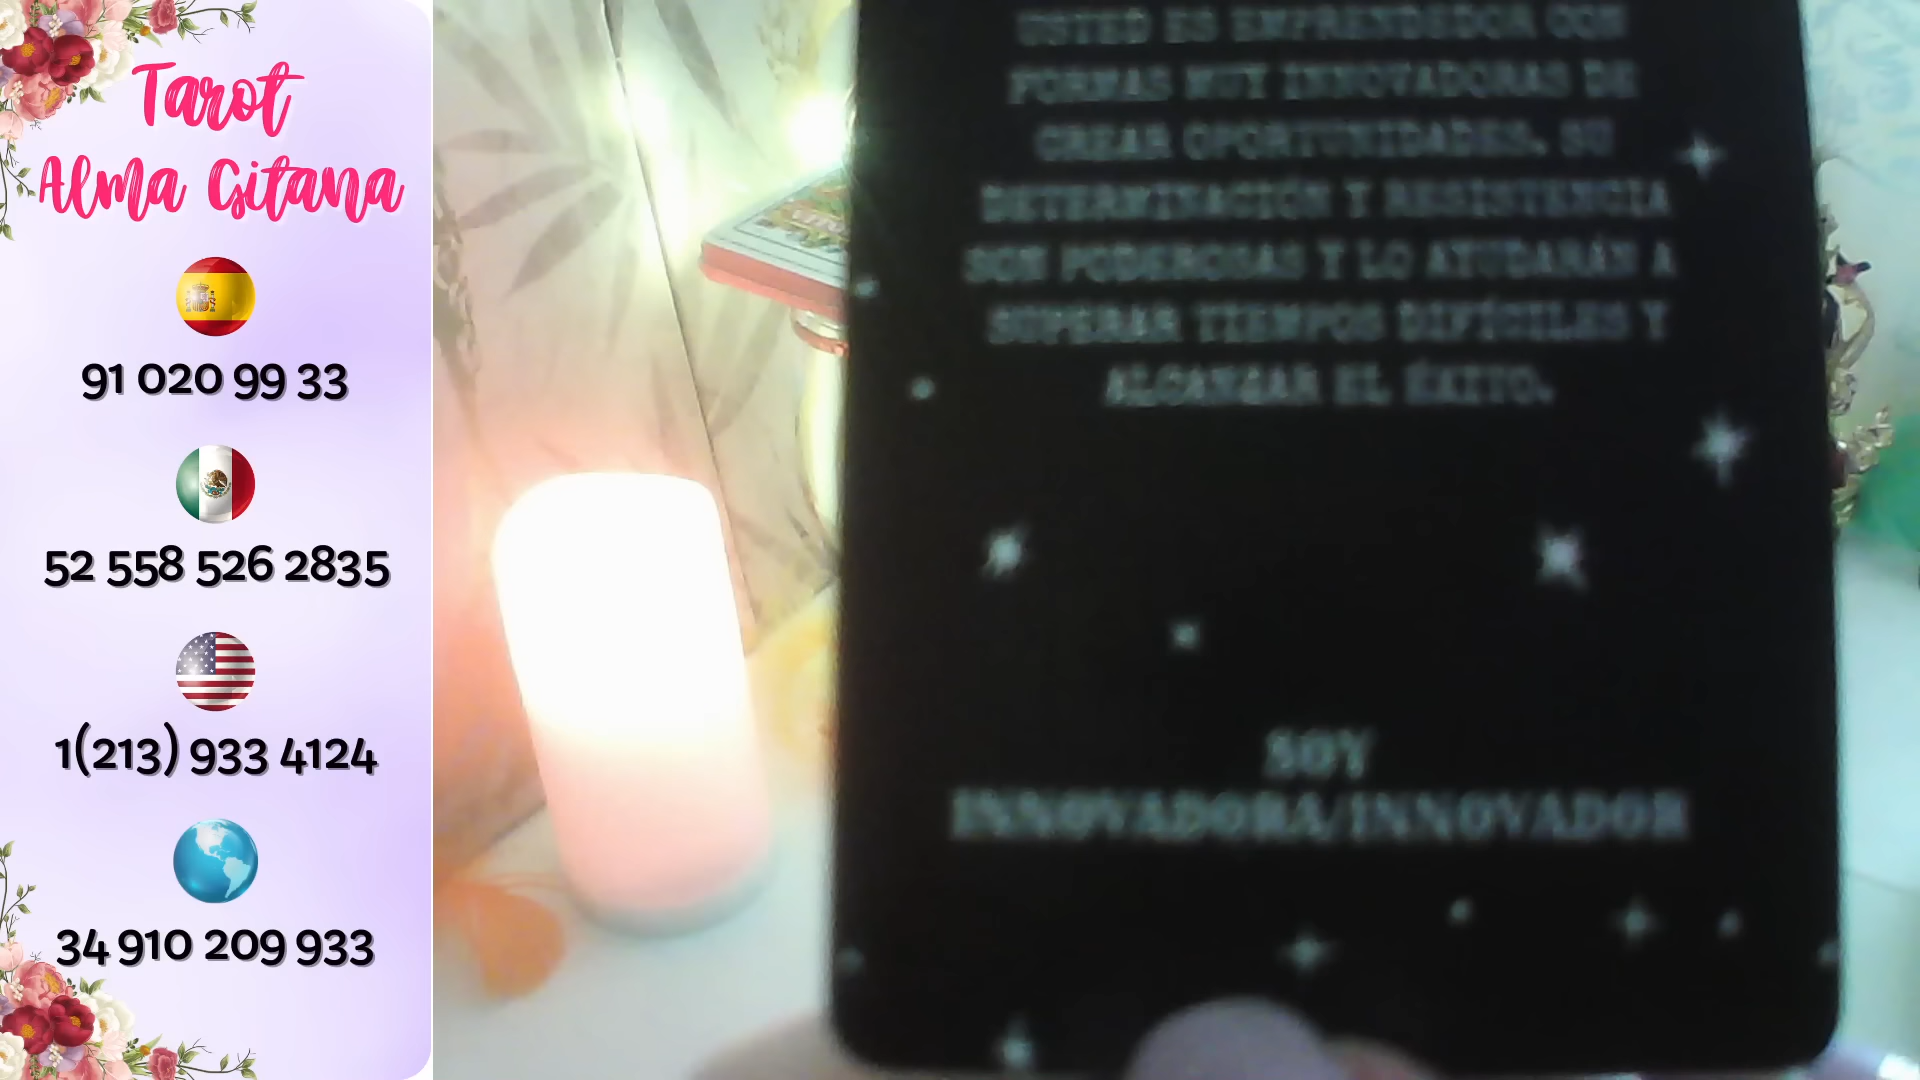 Tarot
Alma Gitana
91 020 99 33
52 558 526 2835
1(213) 933 4124
34 910 209 933
USTED ES EMPRENDEDOR CON
FORMAS MUY INNOVADORAS DE
CREAR OPORTUNIDADES. SU
DETERMINACIÓN Y RESISTENCIA
SON PODEROSAS Y LO AYUDARÁN A
SUPERAR TIEMPOS DIFÍCILES Y
ALCANZAR EL ÉXITO.
SOY
INNOVADORA/INNOVADOR